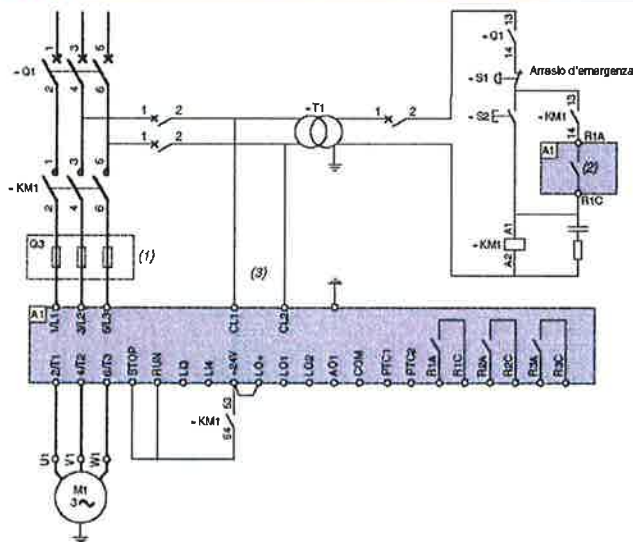 1 3 5
- Q1
2 4 6
1 2
1 2
- T1
1 2
13
- Q1
14
- S1
Arresto d'emergenza
- S2
13
- KM1
14
R1A
A1
(2)
R1C
A1
- KM1
A2
1 3 5
- KM1
2 4 6
Q3
(1)
(3)
A1
1/L1
3/L2
5/L3
CL1
CL2
2/T1
4/T2
6/T3
STOP
RUN
LI3
LI4
+24V
LO+
LO1
LO2
AO1
COM
PTC1
PTC2
R1A
R1C
R2A
R2C
R3A
R3C
53
- KM1
54
U1
V1
W1
M1
3